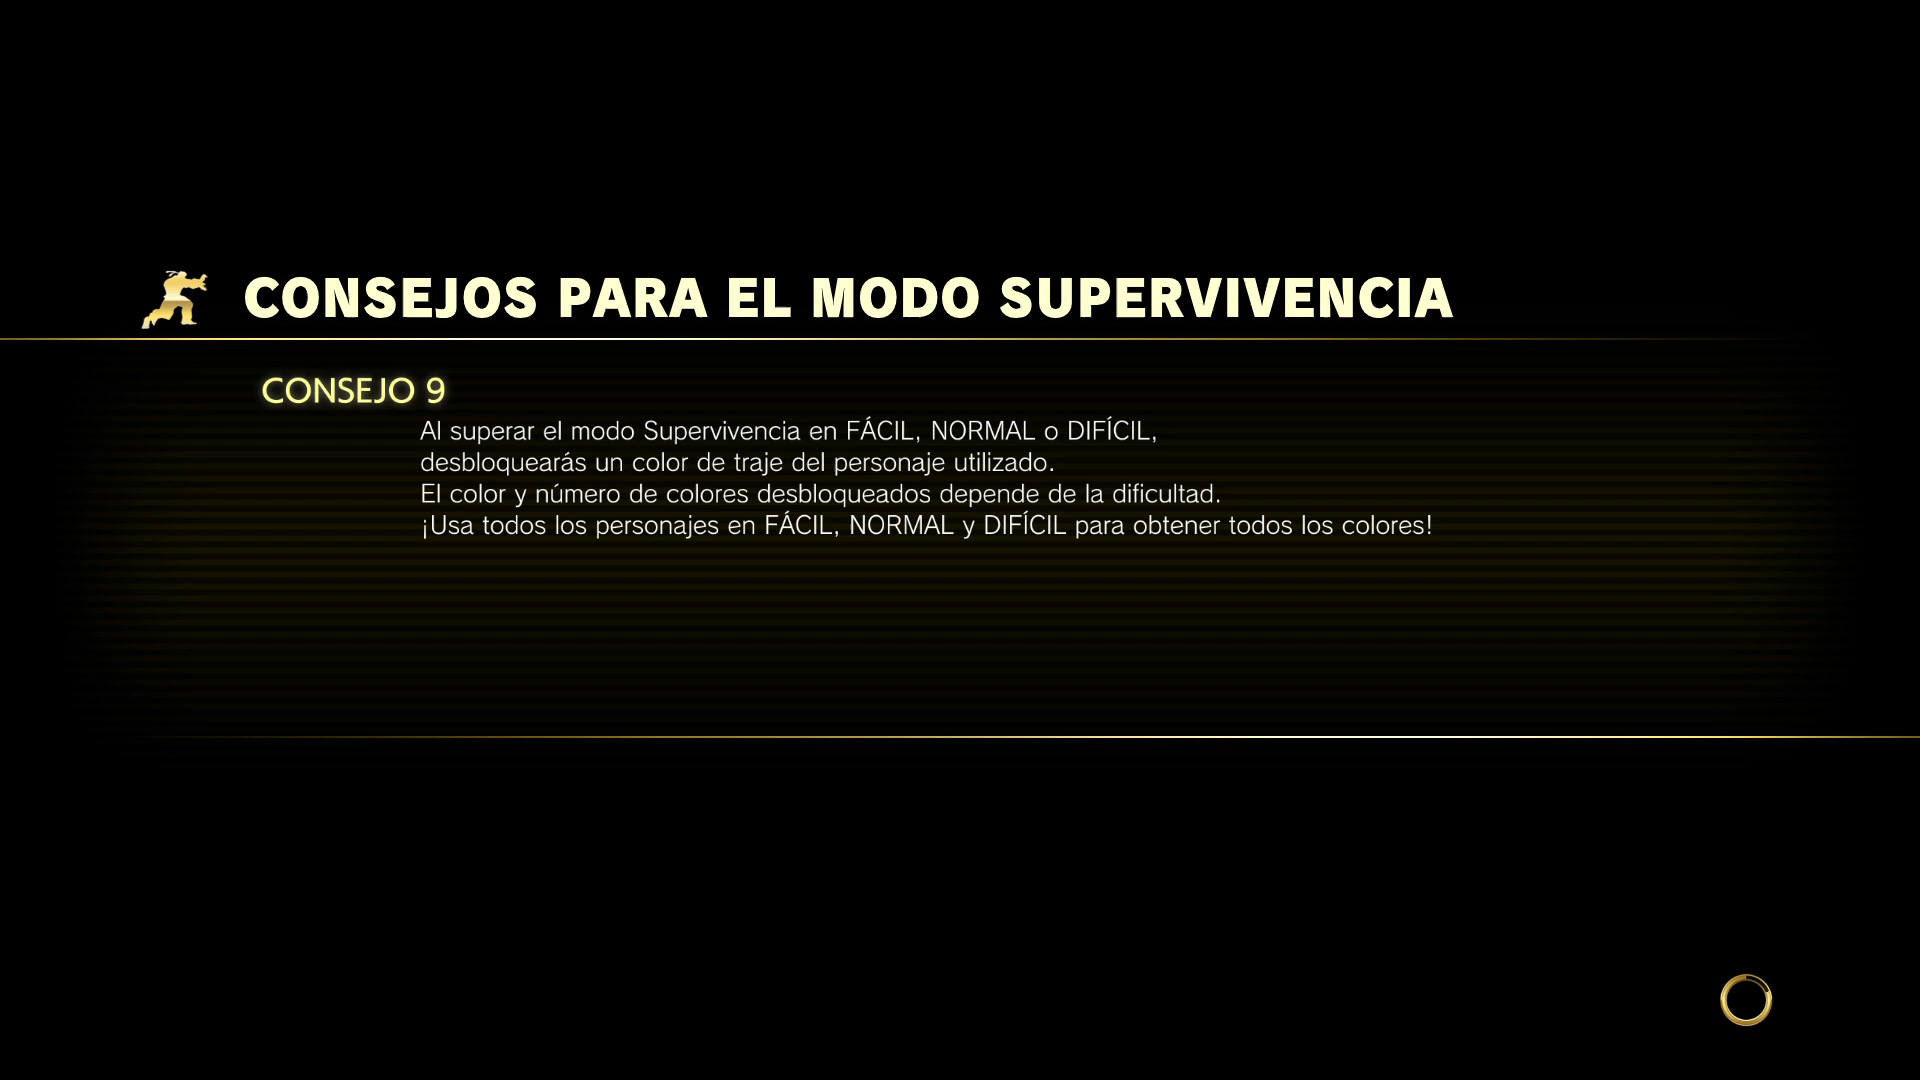 CONSEJOS PARA EL MODO SUPERVIVENCIA
CONSEJO 9
Al superar el modo Supervivencia en FÁCIL, NORMAL o DIFÍCIL,
desbloquearás un color de traje del personaje utilizado.
El color y número de colores desbloqueados depende de la dificultad.
¡Usa todos los personajes en FÁCIL, NORMAL y DIFÍCIL para obtener todos los colores!